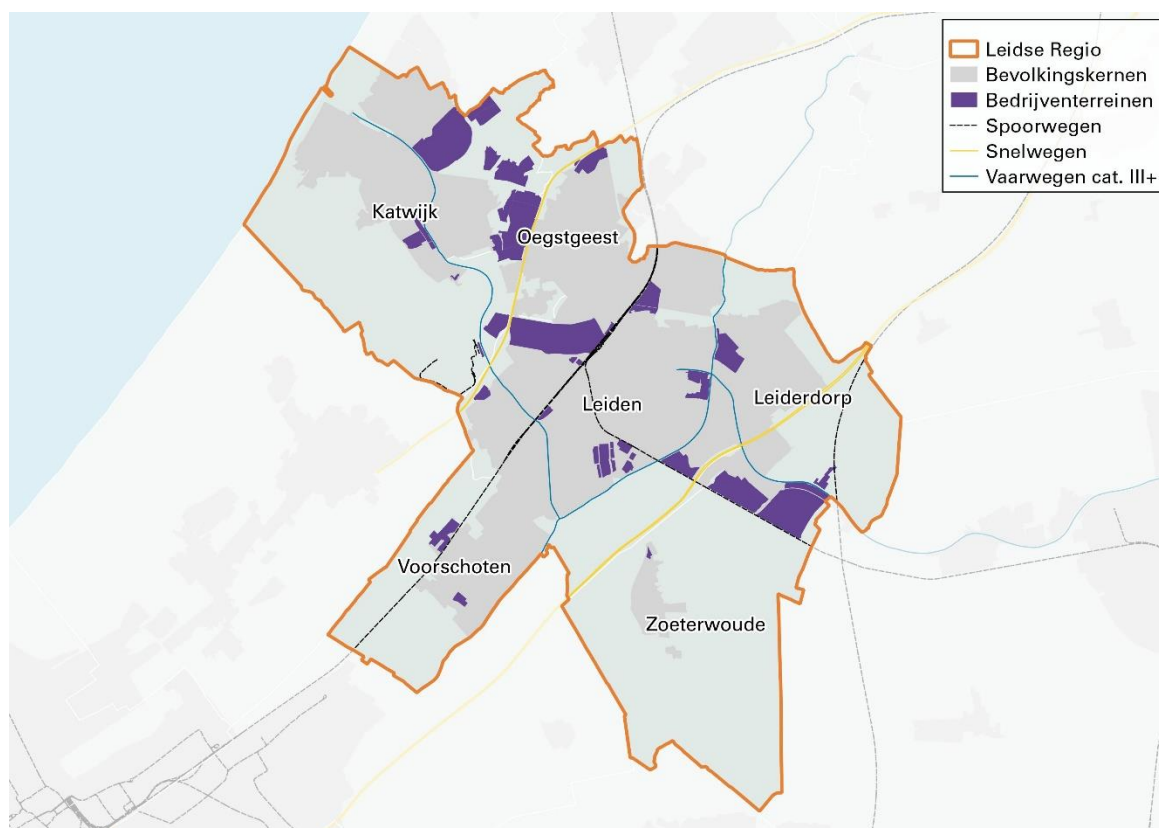 Leidse Regio
Bevolkingskernen
Bedrijventerreinen
Spoorwegen
Snelwegen
Vaarwegen cat. III+
Katwijk
Oegstgeest
Leiden
Leiderdorp
Voorschoten
Zoeterwoude